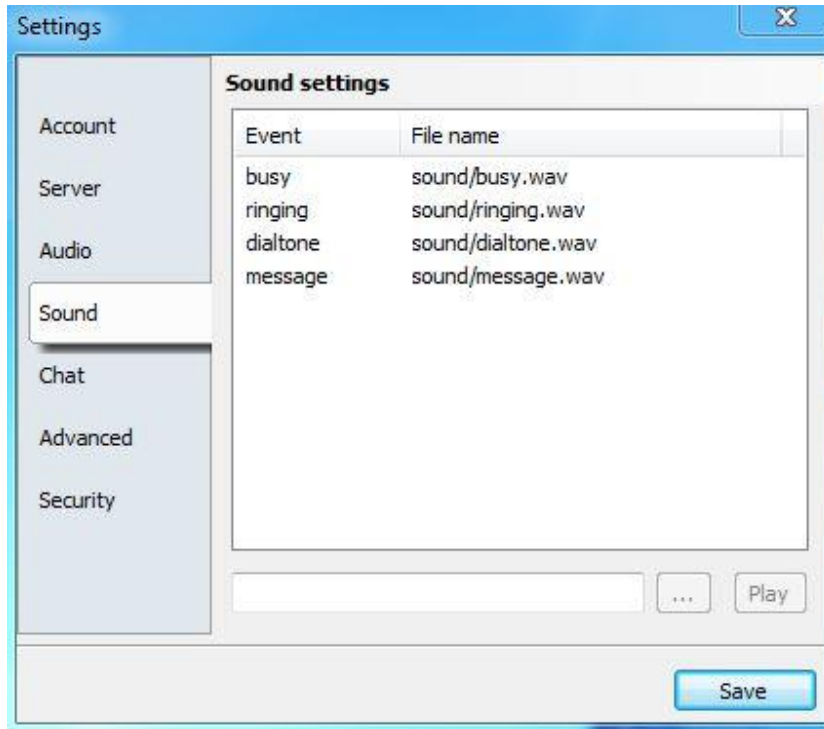 Settings
Sound settings
Account
Server
Audio
Sound
Chat
Advanced
Security
Event File name
busy sound/busy.wav
ringing sound/ringing.wav
dialtone sound/dialtone.wav
message sound/message.wav
... Play
Save